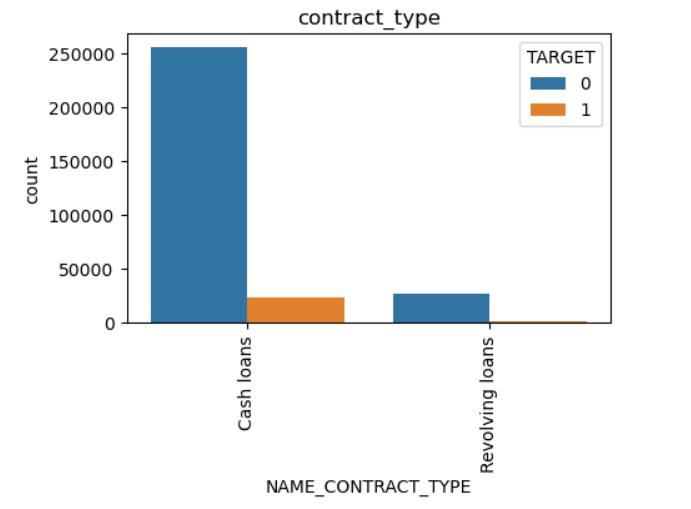 contract_type
TARGET
0
1
250000
200000
150000
100000
50000
0
count
Cash loans
Revolving loans
NAME_CONTRACT_TYPE